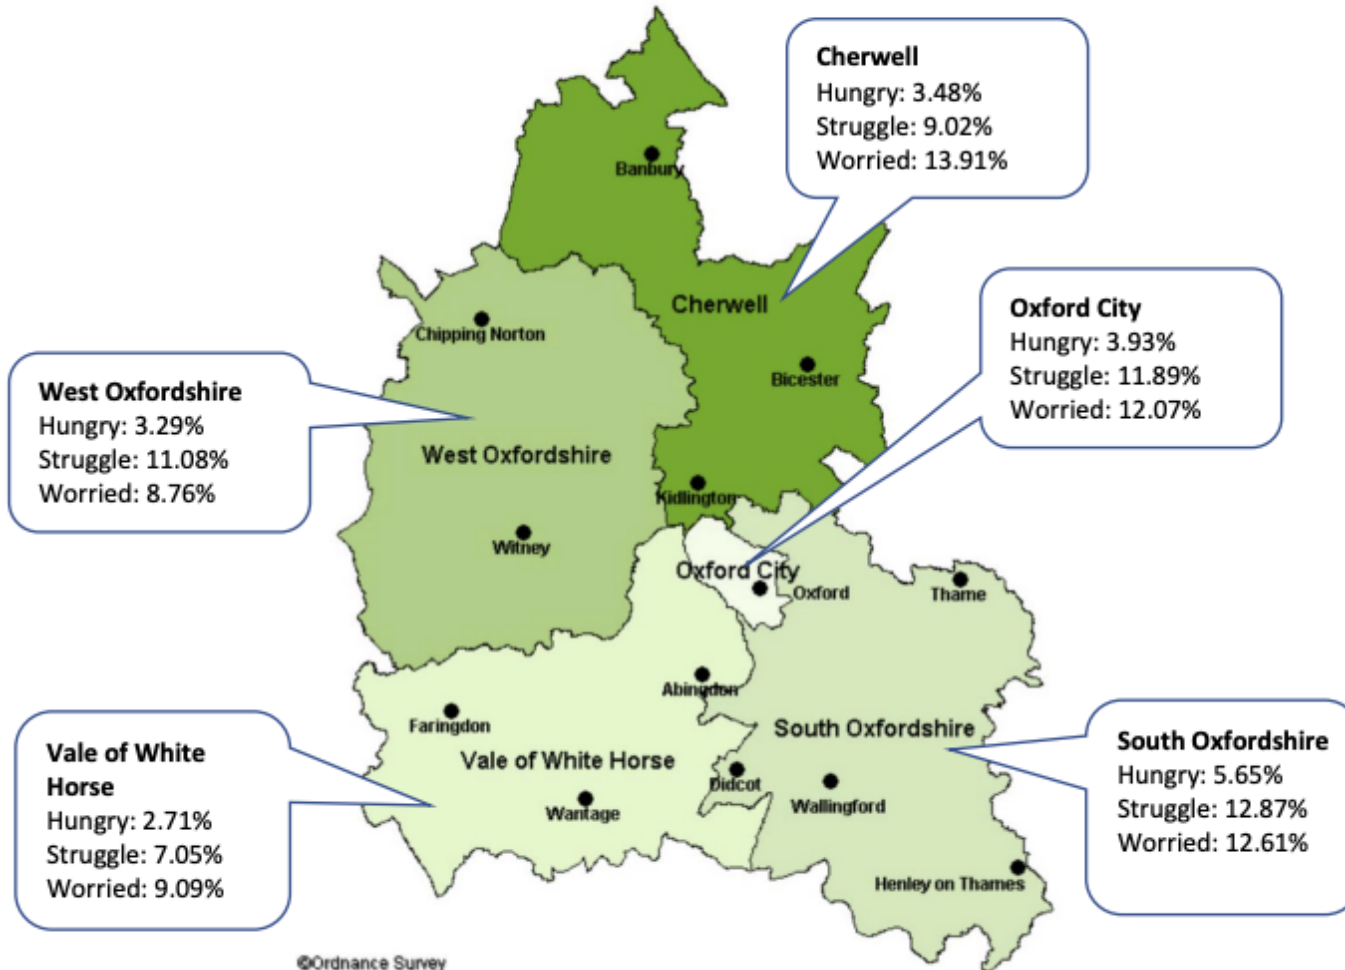 Cherwell
Hungry: 3.48%
Struggle: 9.02%
Worried: 13.91%
Banbury
Cherwell
Bicester
Kidlington
Oxford City
Hungry: 3.93%
Struggle: 11.89%
Worried: 12.07%
Chipping Norton
West Oxfordshire
Witney
West Oxfordshire
Hungry: 3.29%
Struggle: 11.08%
Worried: 8.76%
Oxford City
Oxford
Thame
Abingdon
Faringdon
Vale of White Horse
Wantage
Didcot
South Oxfordshire
Wallingford
Henley on Thames
Vale of White
Horse
Hungry: 2.71%
Struggle: 7.05%
Worried: 9.09%
South Oxfordshire
Hungry: 5.65%
Struggle: 12.87%
Worried: 12.61%
©Ordnance Survey